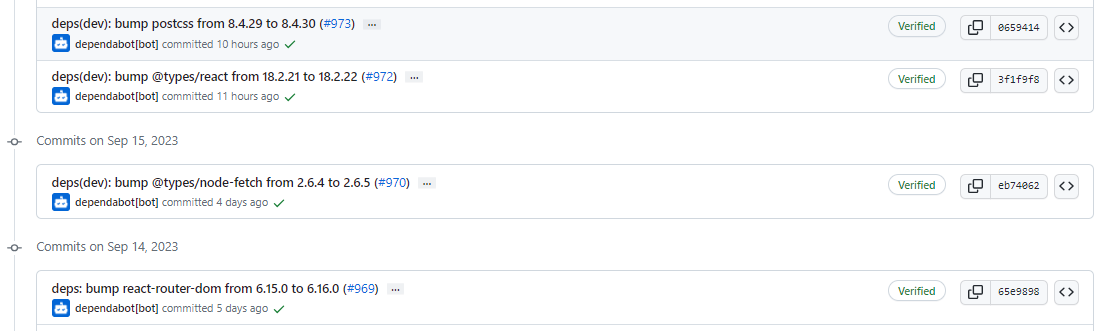 deps(dev): bump postcss from 8.4.29 to 8.4.30 (#973) ...
Verified
0659414
dependabot[bot] committed 10 hours ago
deps(dev): bump @types/react from 18.2.21 to 18.2.22 (#972) ...
Verified
3f1f9f8
dependabot[bot] committed 11 hours ago
Commits on Sep 15, 2023
deps(dev): bump @types/node-fetch from 2.6.4 to 2.6.5 (#970) ...
Verified
eb74062
dependabot[bot] committed 4 days ago
Commits on Sep 14, 2023
deps: bump react-router-dom from 6.15.0 to 6.16.0 (#969) ...
Verified
65e9898
dependabot[bot] committed 5 days ago